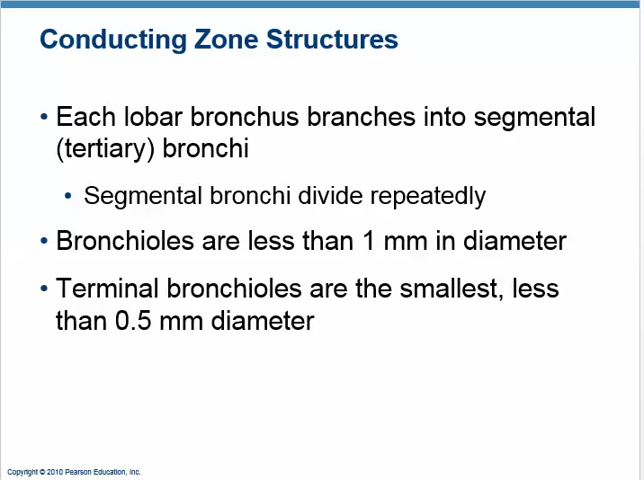 Conducting Zone Structures
• Each lobar bronchus branches into segmental
(tertiary) bronchi
• Segmental bronchi divide repeatedly
• Bronchioles are less than 1 mm in diameter
• Terminal bronchioles are the smallest, less
than 0.5 mm diameter
Copyright © 2010 Pearson Education, Inc.